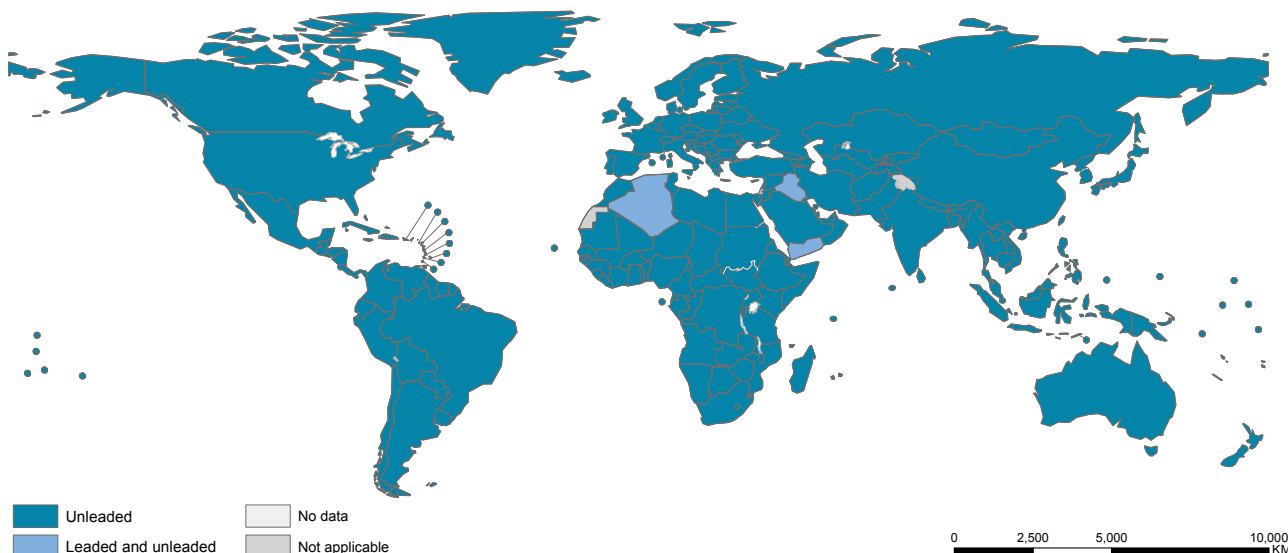 Unleaded
Leaded and unleaded
No data
Not applicable
0 2,500 5,000 10,000
KM